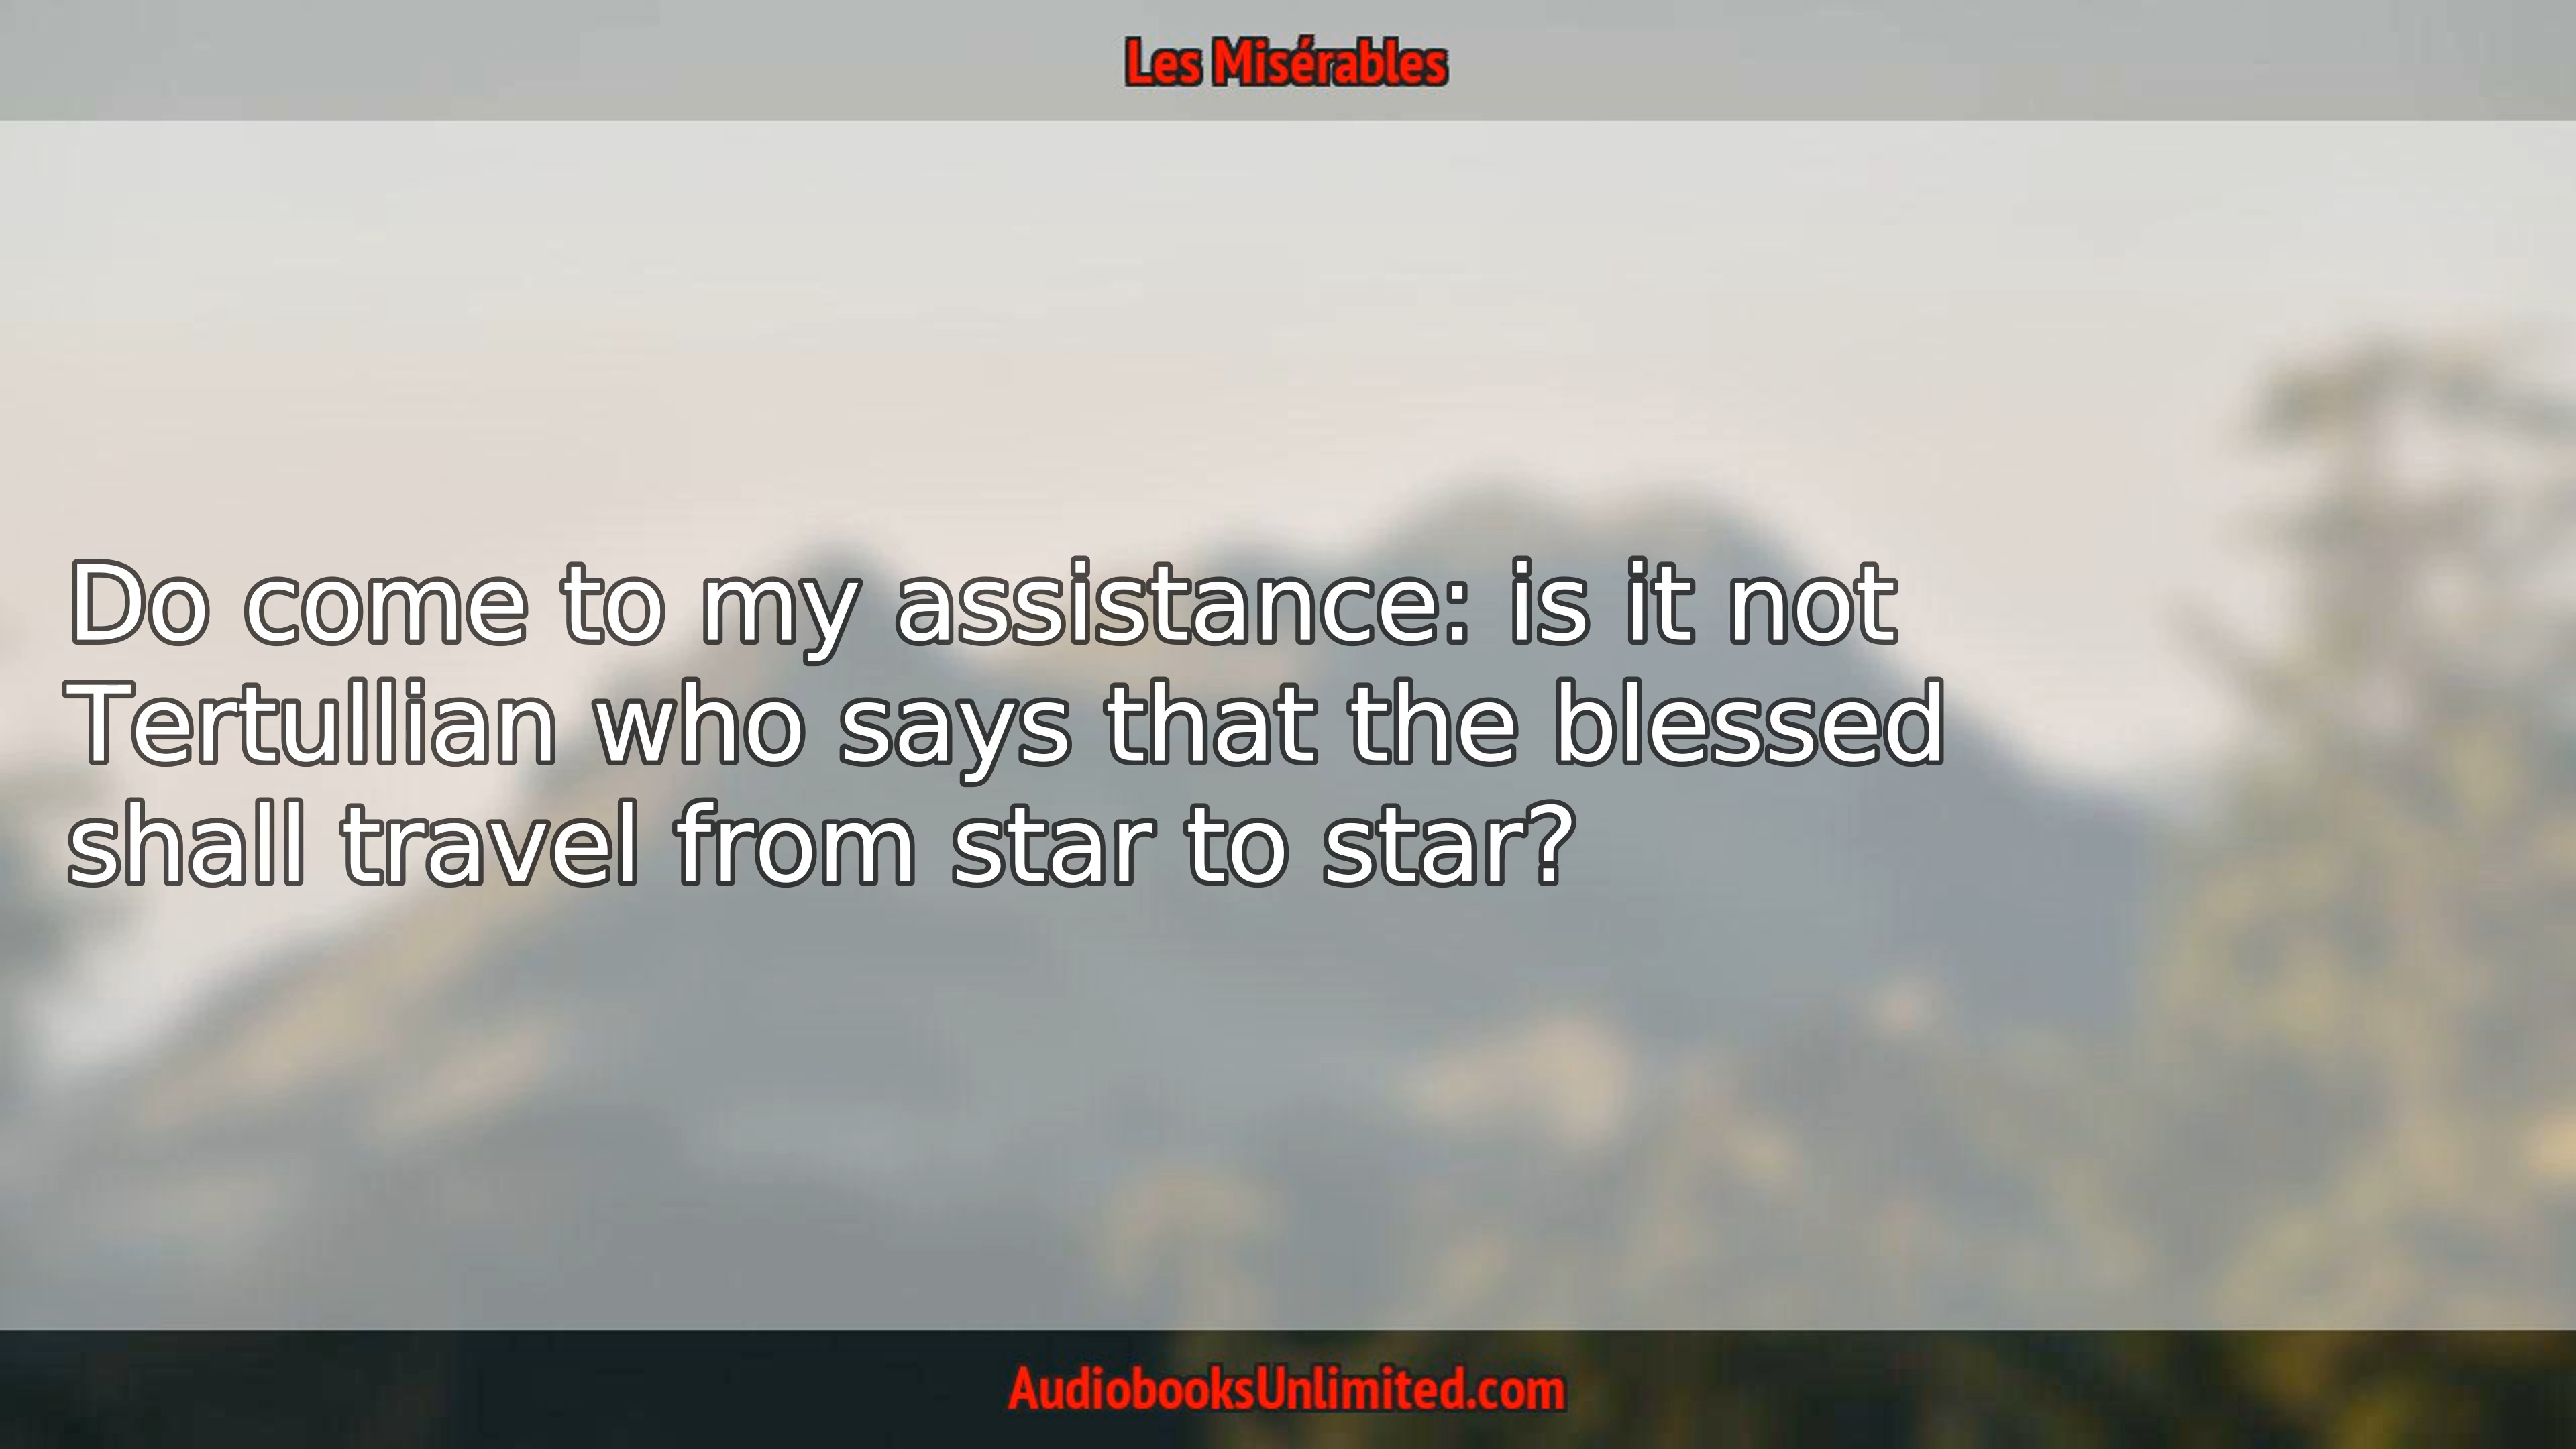 Les Misérables
Do come to my assistance: is it not
Tertullian who says that the blessed
shall travel from star to star?
AudiobooksUnlimited.com